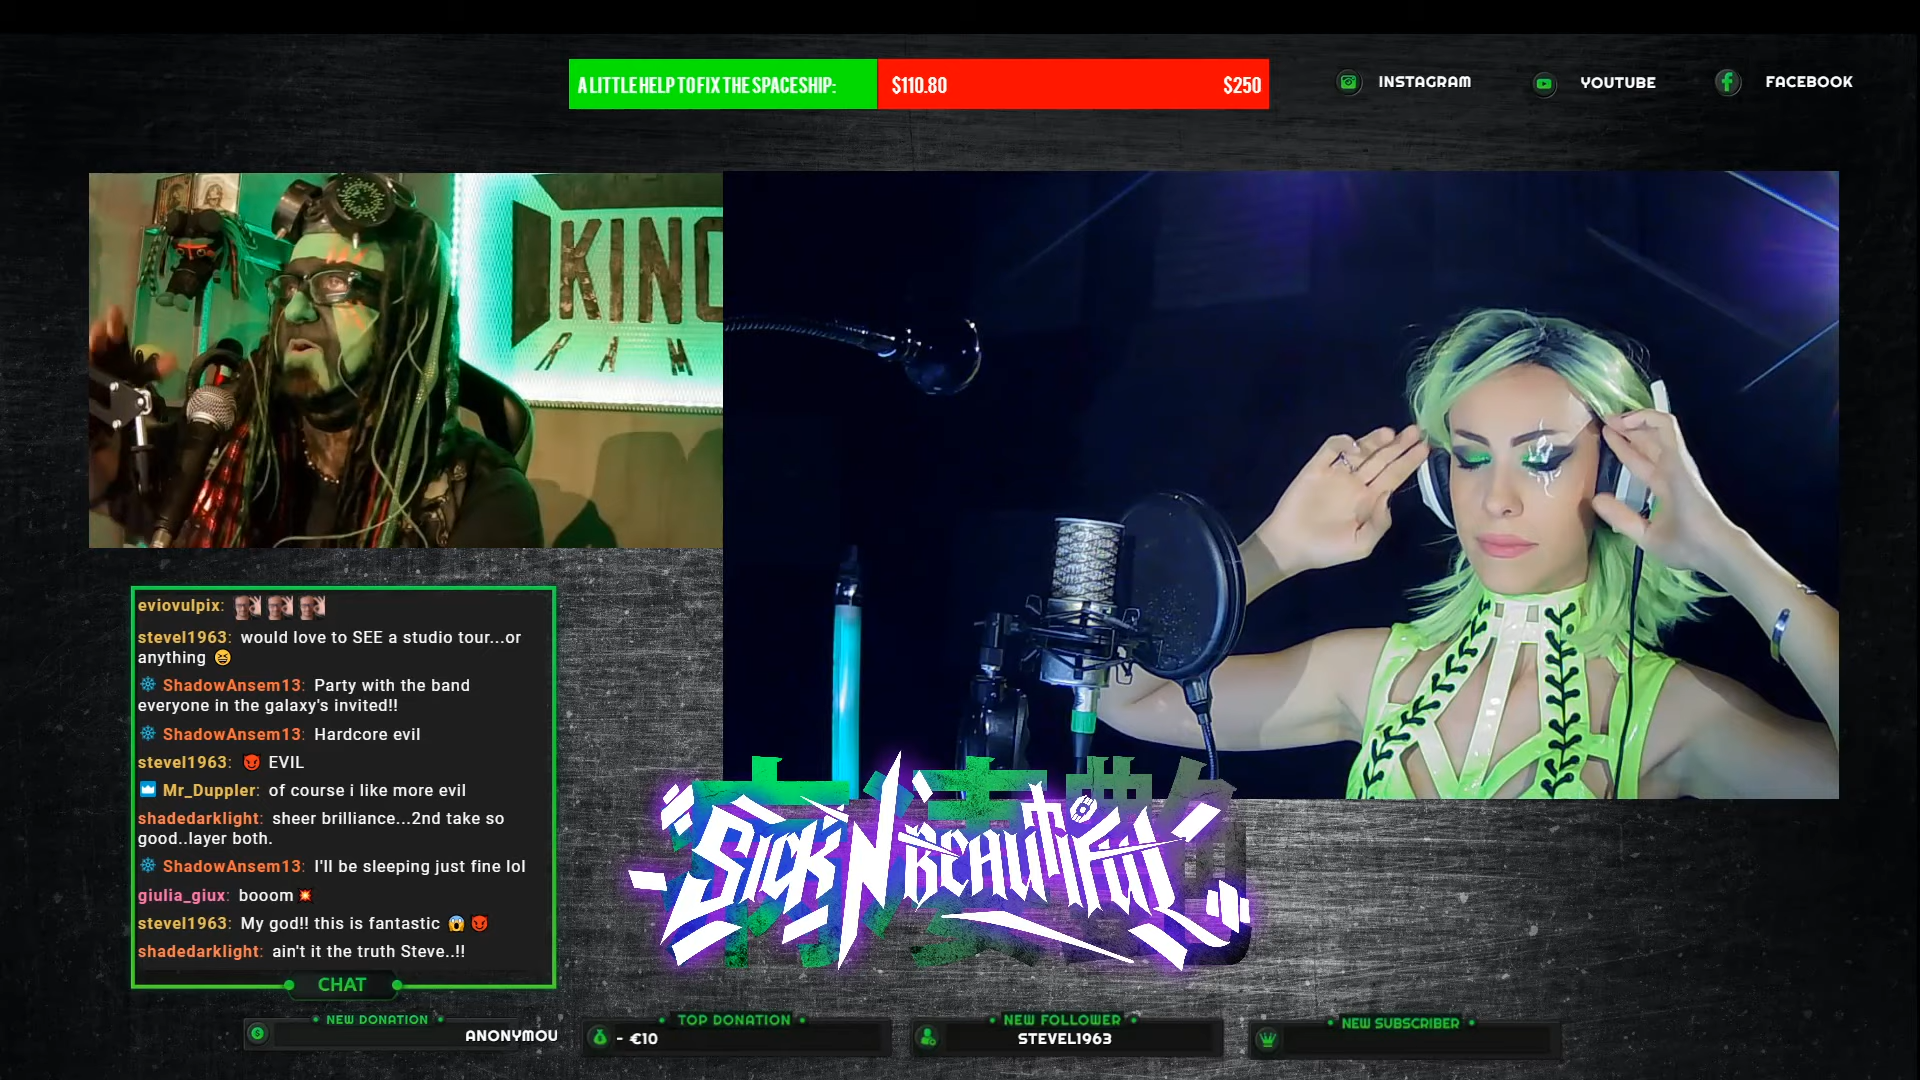 A LITTLE HELP TO FIX THE SPACESHIP:
$110.80
$250
INSTAGRAM
YOUTUBE
FACEBOOK
KING
RAM
eviovulpix:
stevel1963: would love to SEE a studio tour...or
anything 😆
ShadowAnsem13: Party with the band
everyone in the galaxy's invited!!
ShadowAnsem13: Hardcore evil
stevel1963: 😈 EVIL
Mr_Duppler: of course i like more evil
shadedarklight: sheer brilliance...2nd take so
good..layer both.
ShadowAnsem13: I'll be sleeping just fine lol
giulia_giux: booom💥
stevel1963: My god!! this is fantastic 😱 😈
shadedarklight: ain't it the truth Steve..!!
CHAT
SICK N BEAUTIFUL
NEW DONATION
ANONYMOU
TOP DONATION
- €10
NEW FOLLOWER
STEVEL1963
NEW SUBSCRIBER